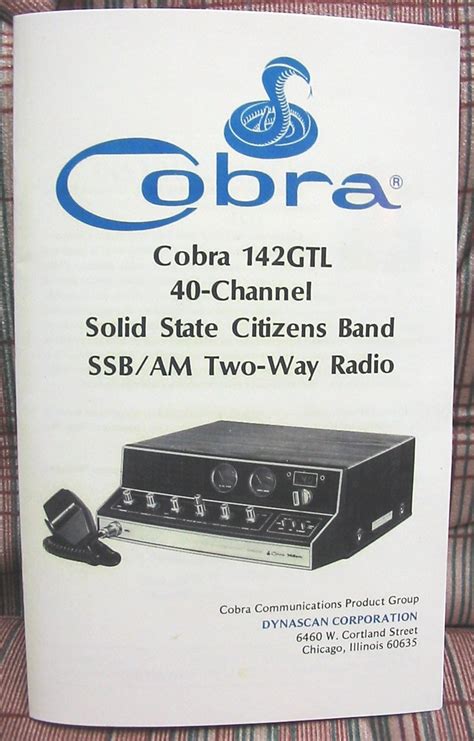 Cobra®
Cobra 142GTL
40-Channel
Solid State Citizens Band
SSB/AM Two-Way Radio
Cobra Communications Product Group
DYNASCAN CORPORATION
6460 W. Cortland Street
Chicago, Illinois 60635